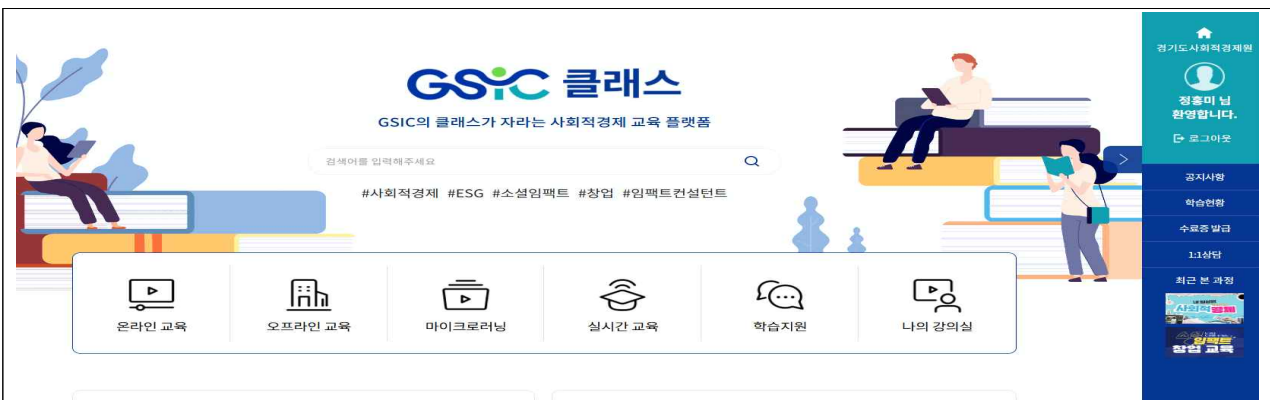 GSIC 클래스
GSIC의 클래스가 자라는 사회적경제 교육 플랫폼
검색어를 입력해주세요
#사회적경제 #ESG #소셜임팩트 #창업 #임팩트컨설턴트
온라인 교육
오프라인 교육
마이크로러닝
실시간 교육
학습지원
나의 강의실
경기도사회적경제원
정홍미 님
환영합니다.
로그아웃
공지사항
학습현황
수료증 발급
1:1상담
최근 본 과정
사회적경제
임팩트
창업 교육